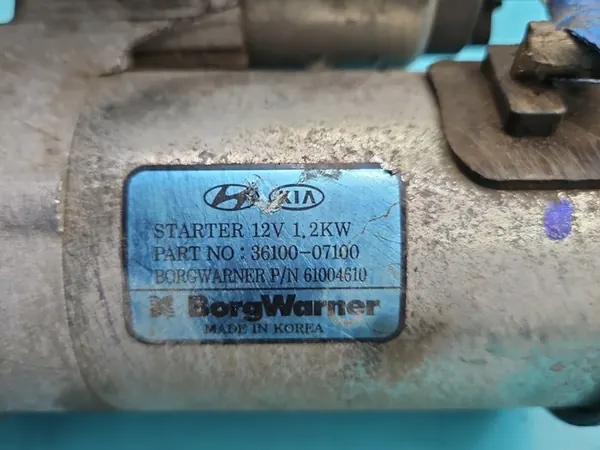 KIA
STARTER 12V 1.2KW
PART NO : 36100-07100
BORGWARNER P/N 61004610
BorgWarner
MADE IN KOREA